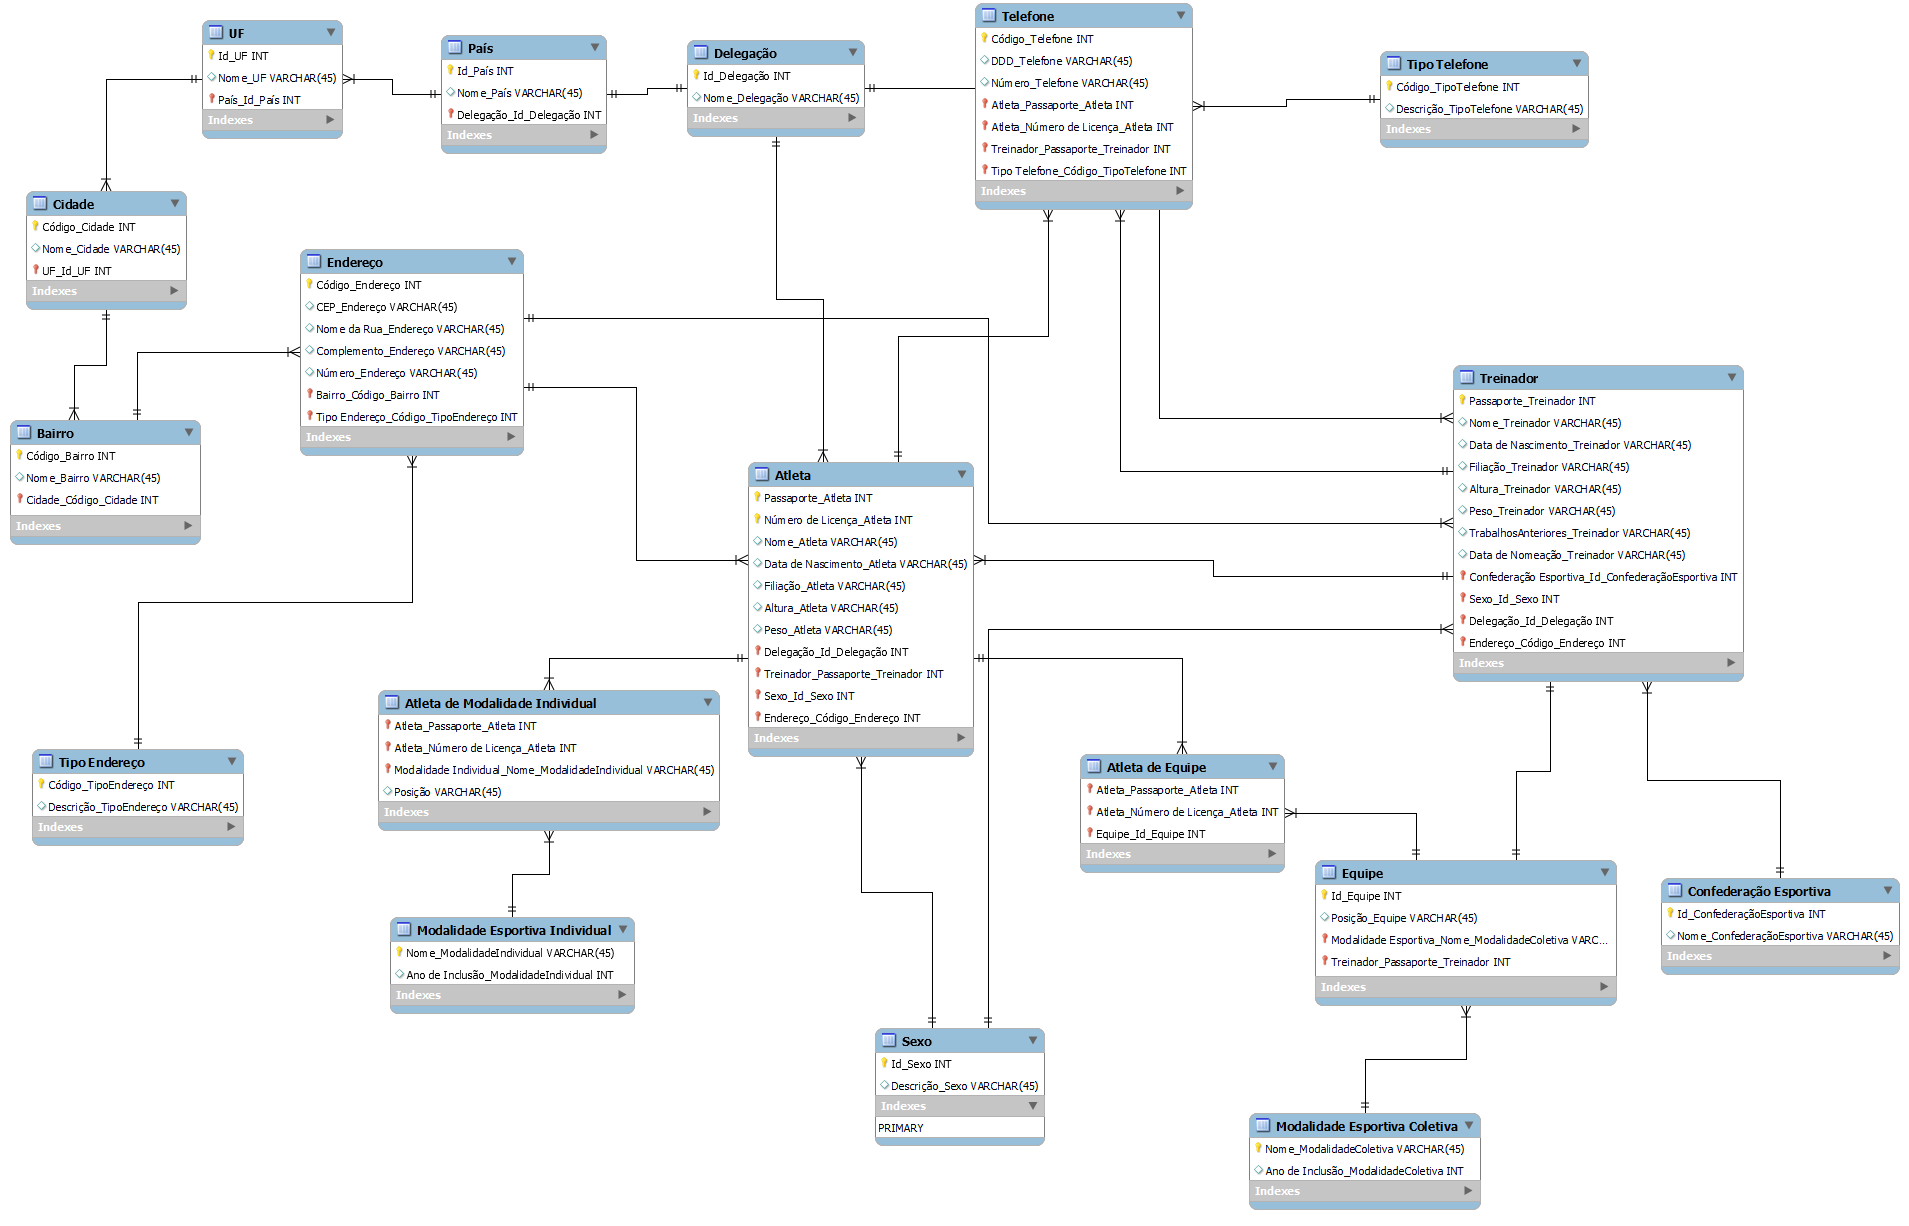 UF
Id_UF INT
Nome_UF VARCHAR(45)
País_Id_País INT
Indexes
País
Id_País INT
Nome_País VARCHAR(45)
Delegação_Id_Delegação INT
Indexes
Delegação
Id_Delegação INT
Nome_Delegação VARCHAR(45)
Indexes
Telefone
Código_Telefone INT
DDD_Telefone VARCHAR(45)
Número_Telefone VARCHAR(45)
Atleta_Passaporte_Atleta INT
Atleta_Número de Licença_Atleta INT
Treinador_Passaporte_Treinador INT
Tipo Telefone_Código_TipoTelefone INT
Indexes
Tipo Telefone
Código_TipoTelefone INT
Descrição_TipoTelefone VARCHAR(45)
Indexes
Cidade
Código_Cidade INT
Nome_Cidade VARCHAR(45)
UF_Id_UF INT
Indexes
Endereço
Código_Endereço INT
CEP_Endereço VARCHAR(45)
Nome da Rua_Endereço VARCHAR(45)
Complemento_Endereço VARCHAR(45)
Número_Endereço VARCHAR(45)
Bairro_Código_Bairro INT
Tipo Endereço_Código_TipoEndereço INT
Indexes
Bairro
Código_Bairro INT
Nome_Bairro VARCHAR(45)
Cidade_Código_Cidade INT
Indexes
Treinador
Passaporte_Treinador INT
Nome_Treinador VARCHAR(45)
Data de Nascimento_Treinador VARCHAR(45)
Filiação_Treinador VARCHAR(45)
Altura_Treinador VARCHAR(45)
Peso_Treinador VARCHAR(45)
TrabalhosAnteriores_Treinador VARCHAR(45)
Data de Nomeação_Treinador VARCHAR(45)
Confederação Esportiva_Id_ConfederaçãoEsportiva INT
Sexo_Id_Sexo INT
Delegação_Id_Delegação INT
Endereço_Código_Endereço INT
Indexes
Atleta
Passaporte_Atleta INT
Número de Licença_Atleta INT
Nome_Atleta VARCHAR(45)
Data de Nascimento_Atleta VARCHAR(45)
Filiação_Atleta VARCHAR(45)
Altura_Atleta VARCHAR(45)
Peso_Atleta VARCHAR(45)
Delegação_Id_Delegação INT
Treinador_Passaporte_Treinador INT
Sexo_Id_Sexo INT
Endereço_Código_Endereço INT
Indexes
Atleta de Modalidade Individual
Atleta_Passaporte_Atleta INT
Atleta_Número de Licença_Atleta INT
Modalidade Individual_Nome_ModalidadeIndividual VARCHAR(45)
Posição VARCHAR(45)
Indexes
Tipo Endereço
Código_TipoEndereço INT
Descrição_TipoEndereço VARCHAR(45)
Indexes
Atleta de Equipe
Atleta_Passaporte_Atleta INT
Atleta_Número de Licença_Atleta INT
Equipe_Id_Equipe INT
Indexes
Equipe
Id_Equipe INT
Posição_Equipe VARCHAR(45)
Modalidade Esportiva_Nome_ModalidadeColetiva VARC...
Treinador_Passaporte_Treinador INT
Indexes
Confederação Esportiva
Id_ConfederaçãoEsportiva INT
Nome_ConfederaçãoEsportiva VARCHAR(45)
Indexes
Modalidade Esportiva Individual
Nome_ModalidadeIndividual VARCHAR(45)
Ano de Inclusão_ModalidadeIndividual INT
Indexes
Sexo
Id_Sexo INT
Descrição_Sexo VARCHAR(45)
Indexes
PRIMARY
Modalidade Esportiva Coletiva
Nome_ModalidadeColetiva VARCHAR(45)
Ano de Inclusão_ModalidadeColetiva INT
Indexes